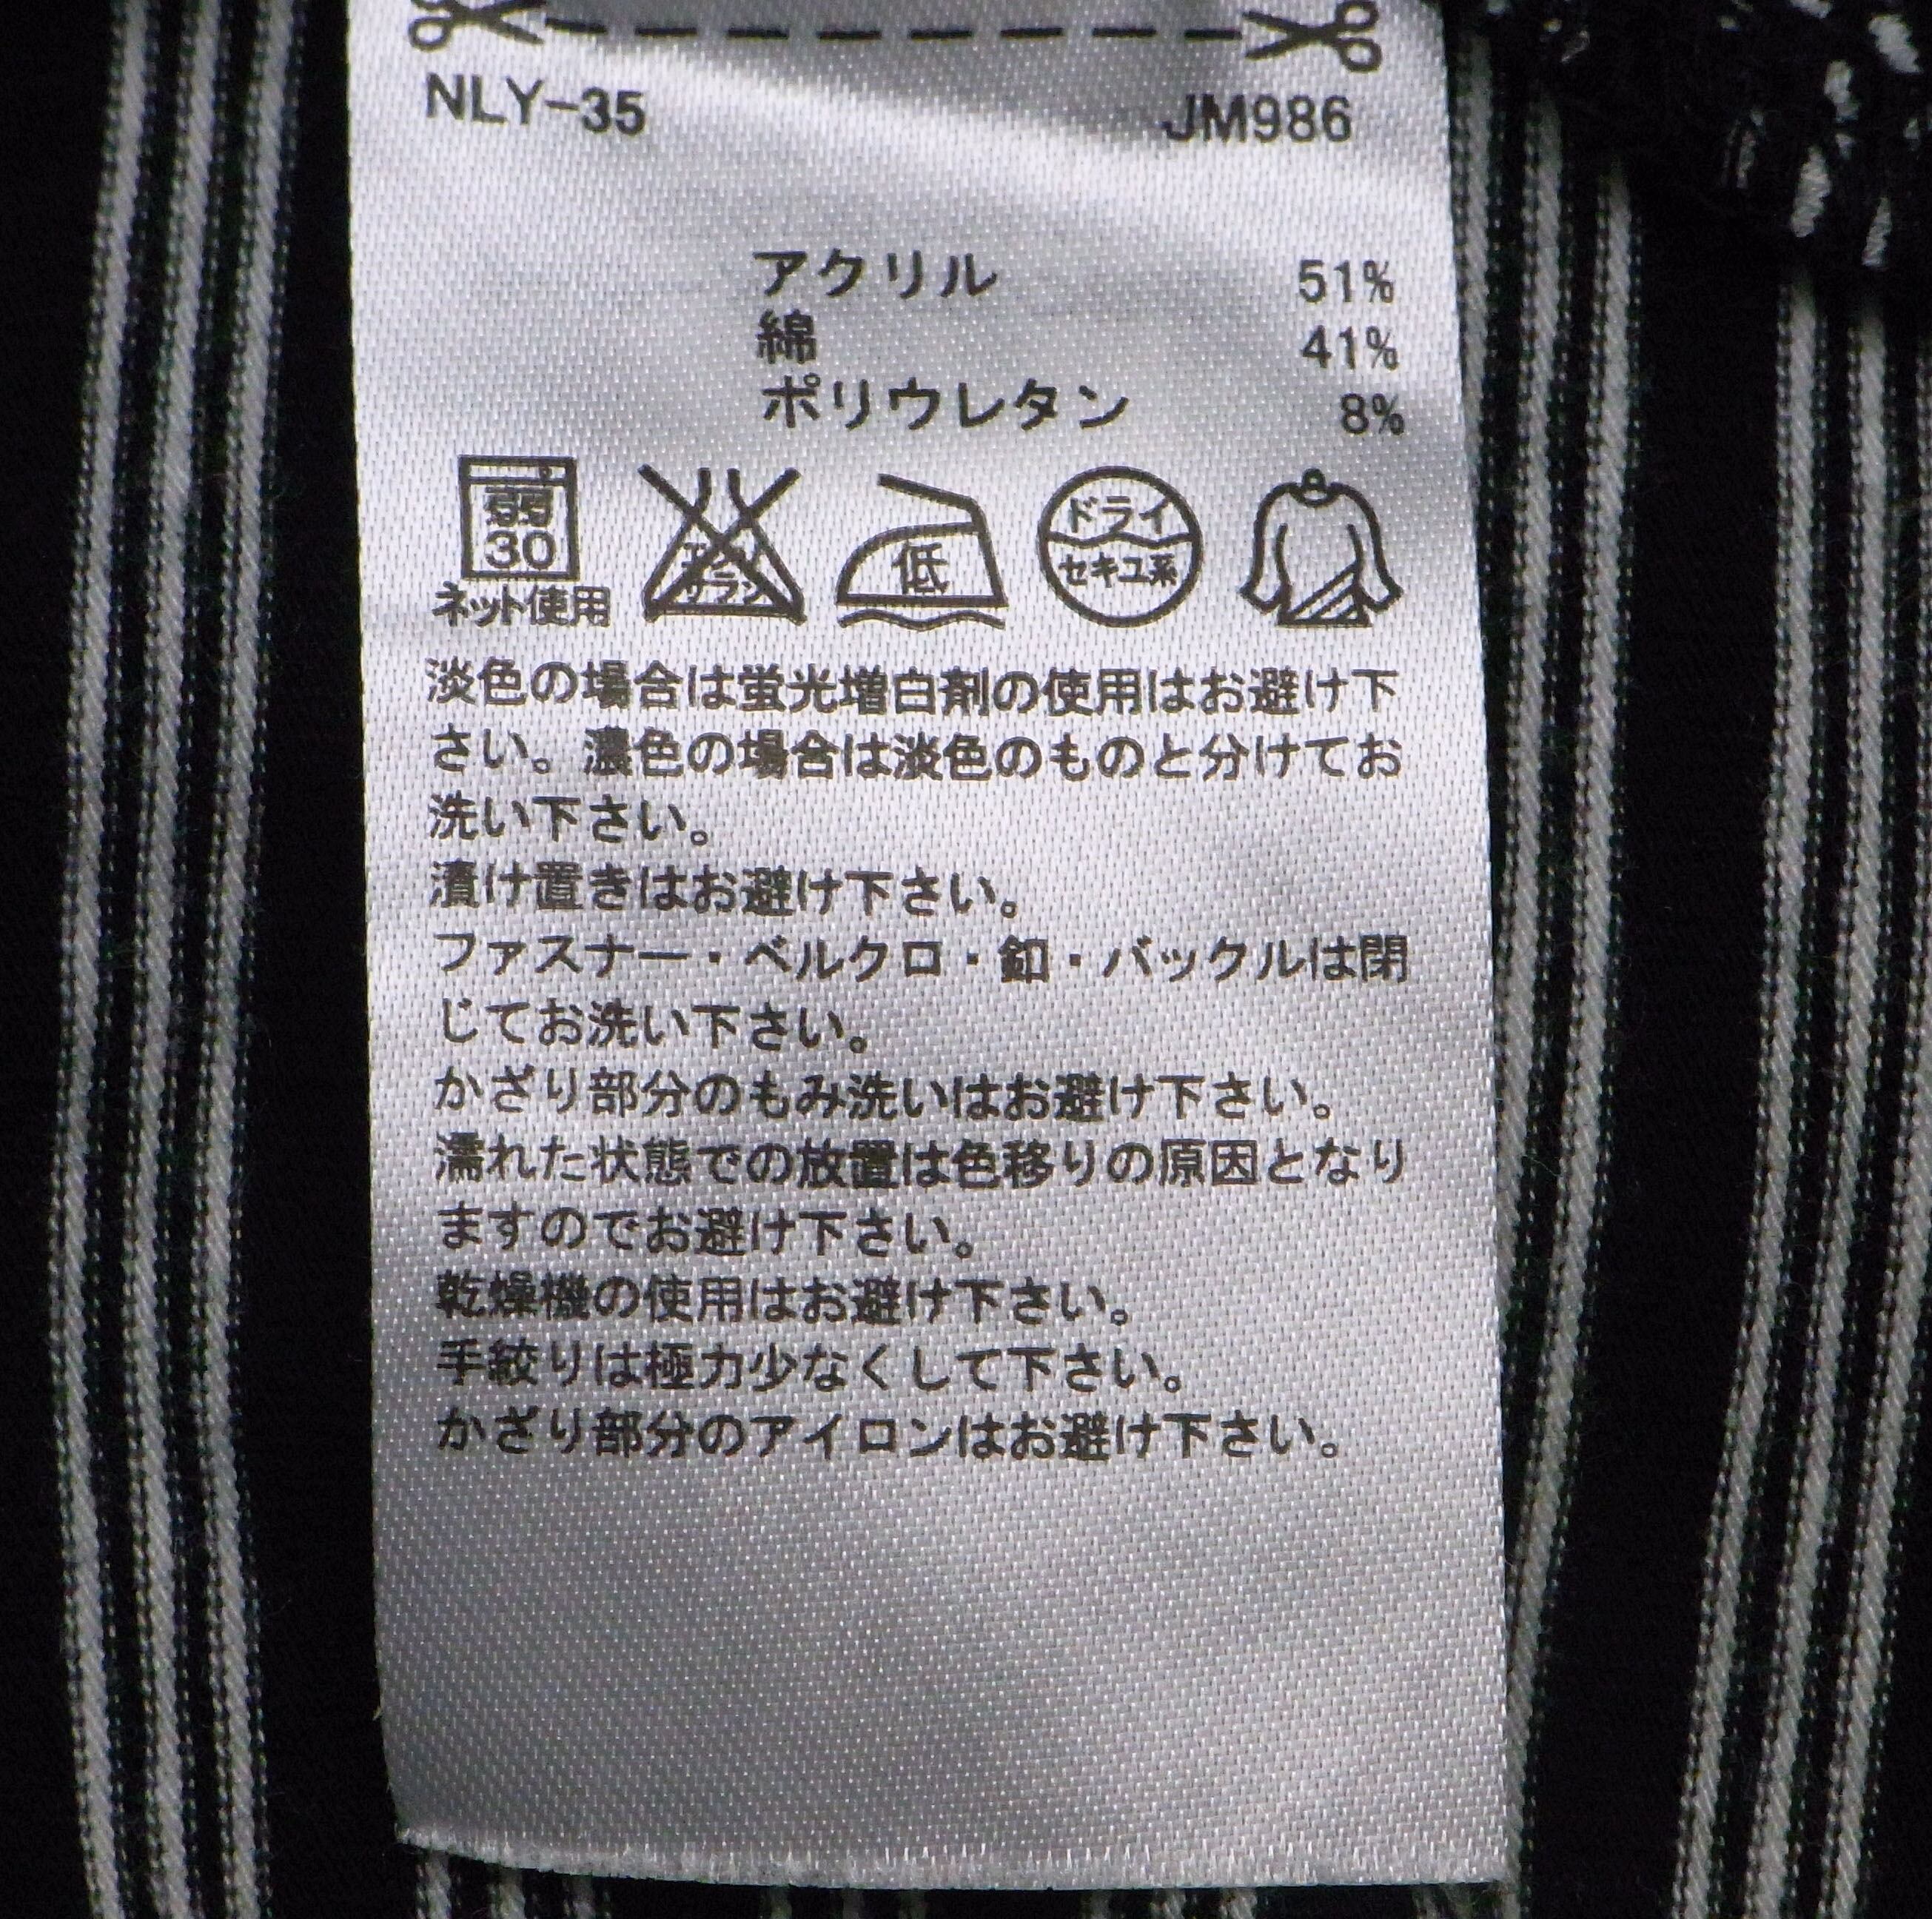 NLY-35 JM986
アクリル 51%
綿 41%
ポリウレタン 8%
弱
30
ネット使用
エンソ
サラシ
低
ドライ
セキユ系
淡色の場合は蛍光増白剤の使用はお避け下
さい。濃色の場合は淡色のものと分けてお
洗い下さい。
漬け置きはお避け下さい。
ファスナー・ベルクロ・釦・バックルは閉
じてお洗い下さい。
かざり部分のもみ洗いはお避け下さい。
濡れた状態での放置は色移りの原因となり
ますのでお避け下さい。
乾燥機の使用はお避け下さい。
手絞りは極力少なくして下さい。
かざり部分のアイロンはお避け下さい。